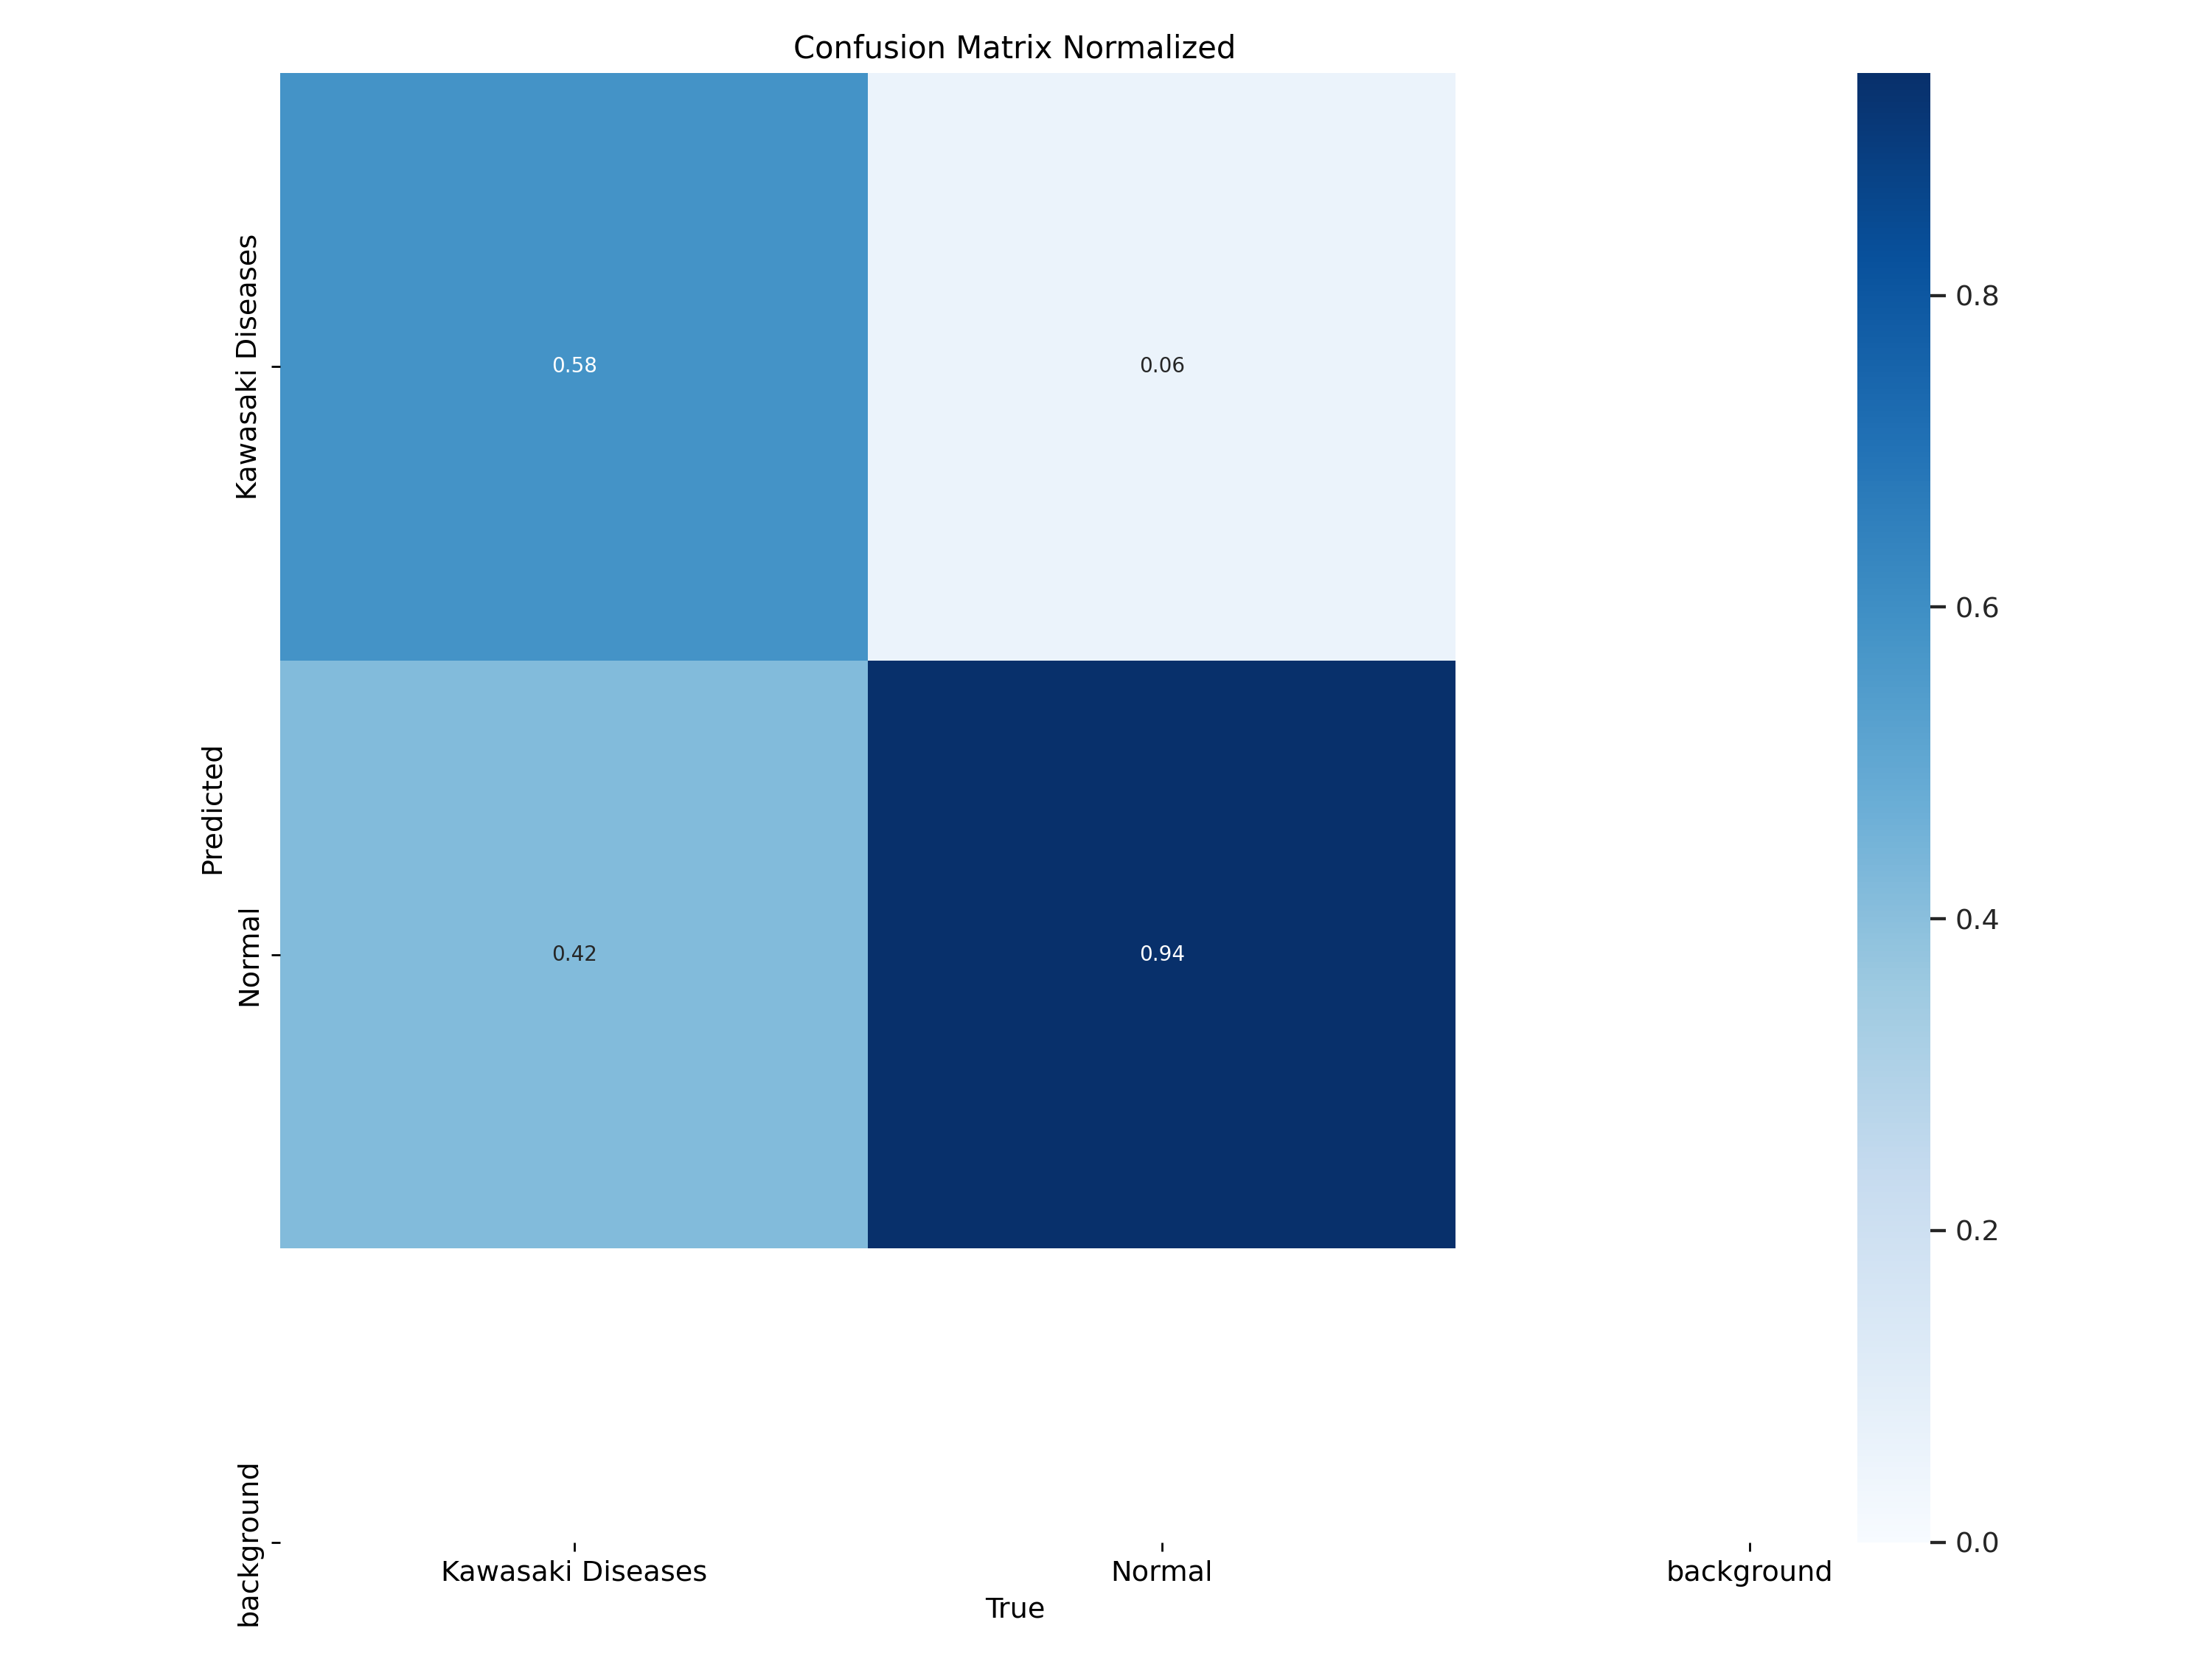 Confusion Matrix Normalized
Kawasaki Diseases
Normal
background
Predicted
0.58
0.06
0.42
0.94
Kawasaki Diseases
Normal
background
True
0.8
0.6
0.4
0.2
0.0